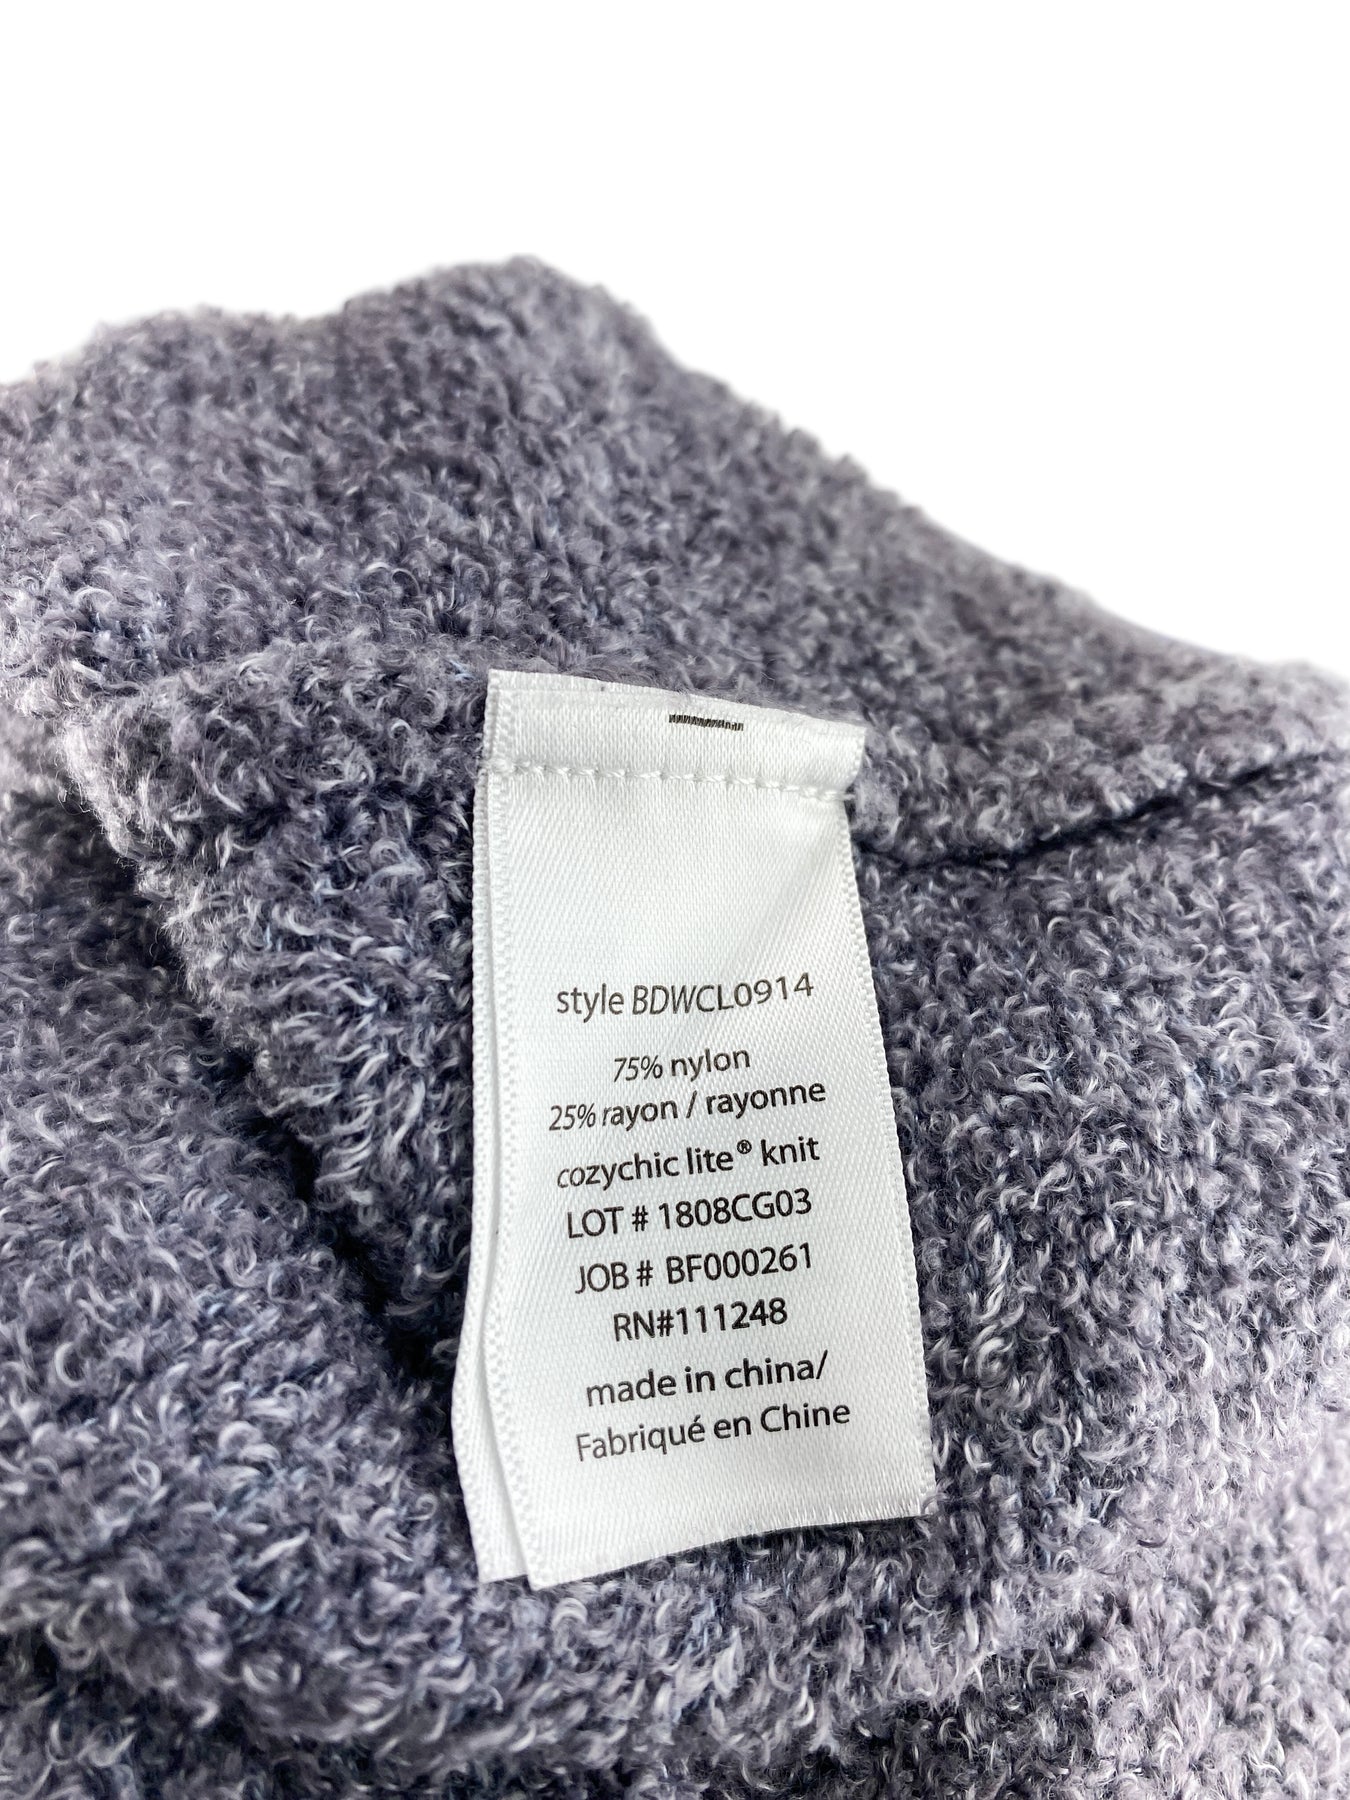 style BDWCL0914
75% nylon
25% rayon / rayonne
cozychic lite® knit
LOT # 1808CG03
JOB # BF000261
RN#111248
made in china/
Fabriqué en Chine